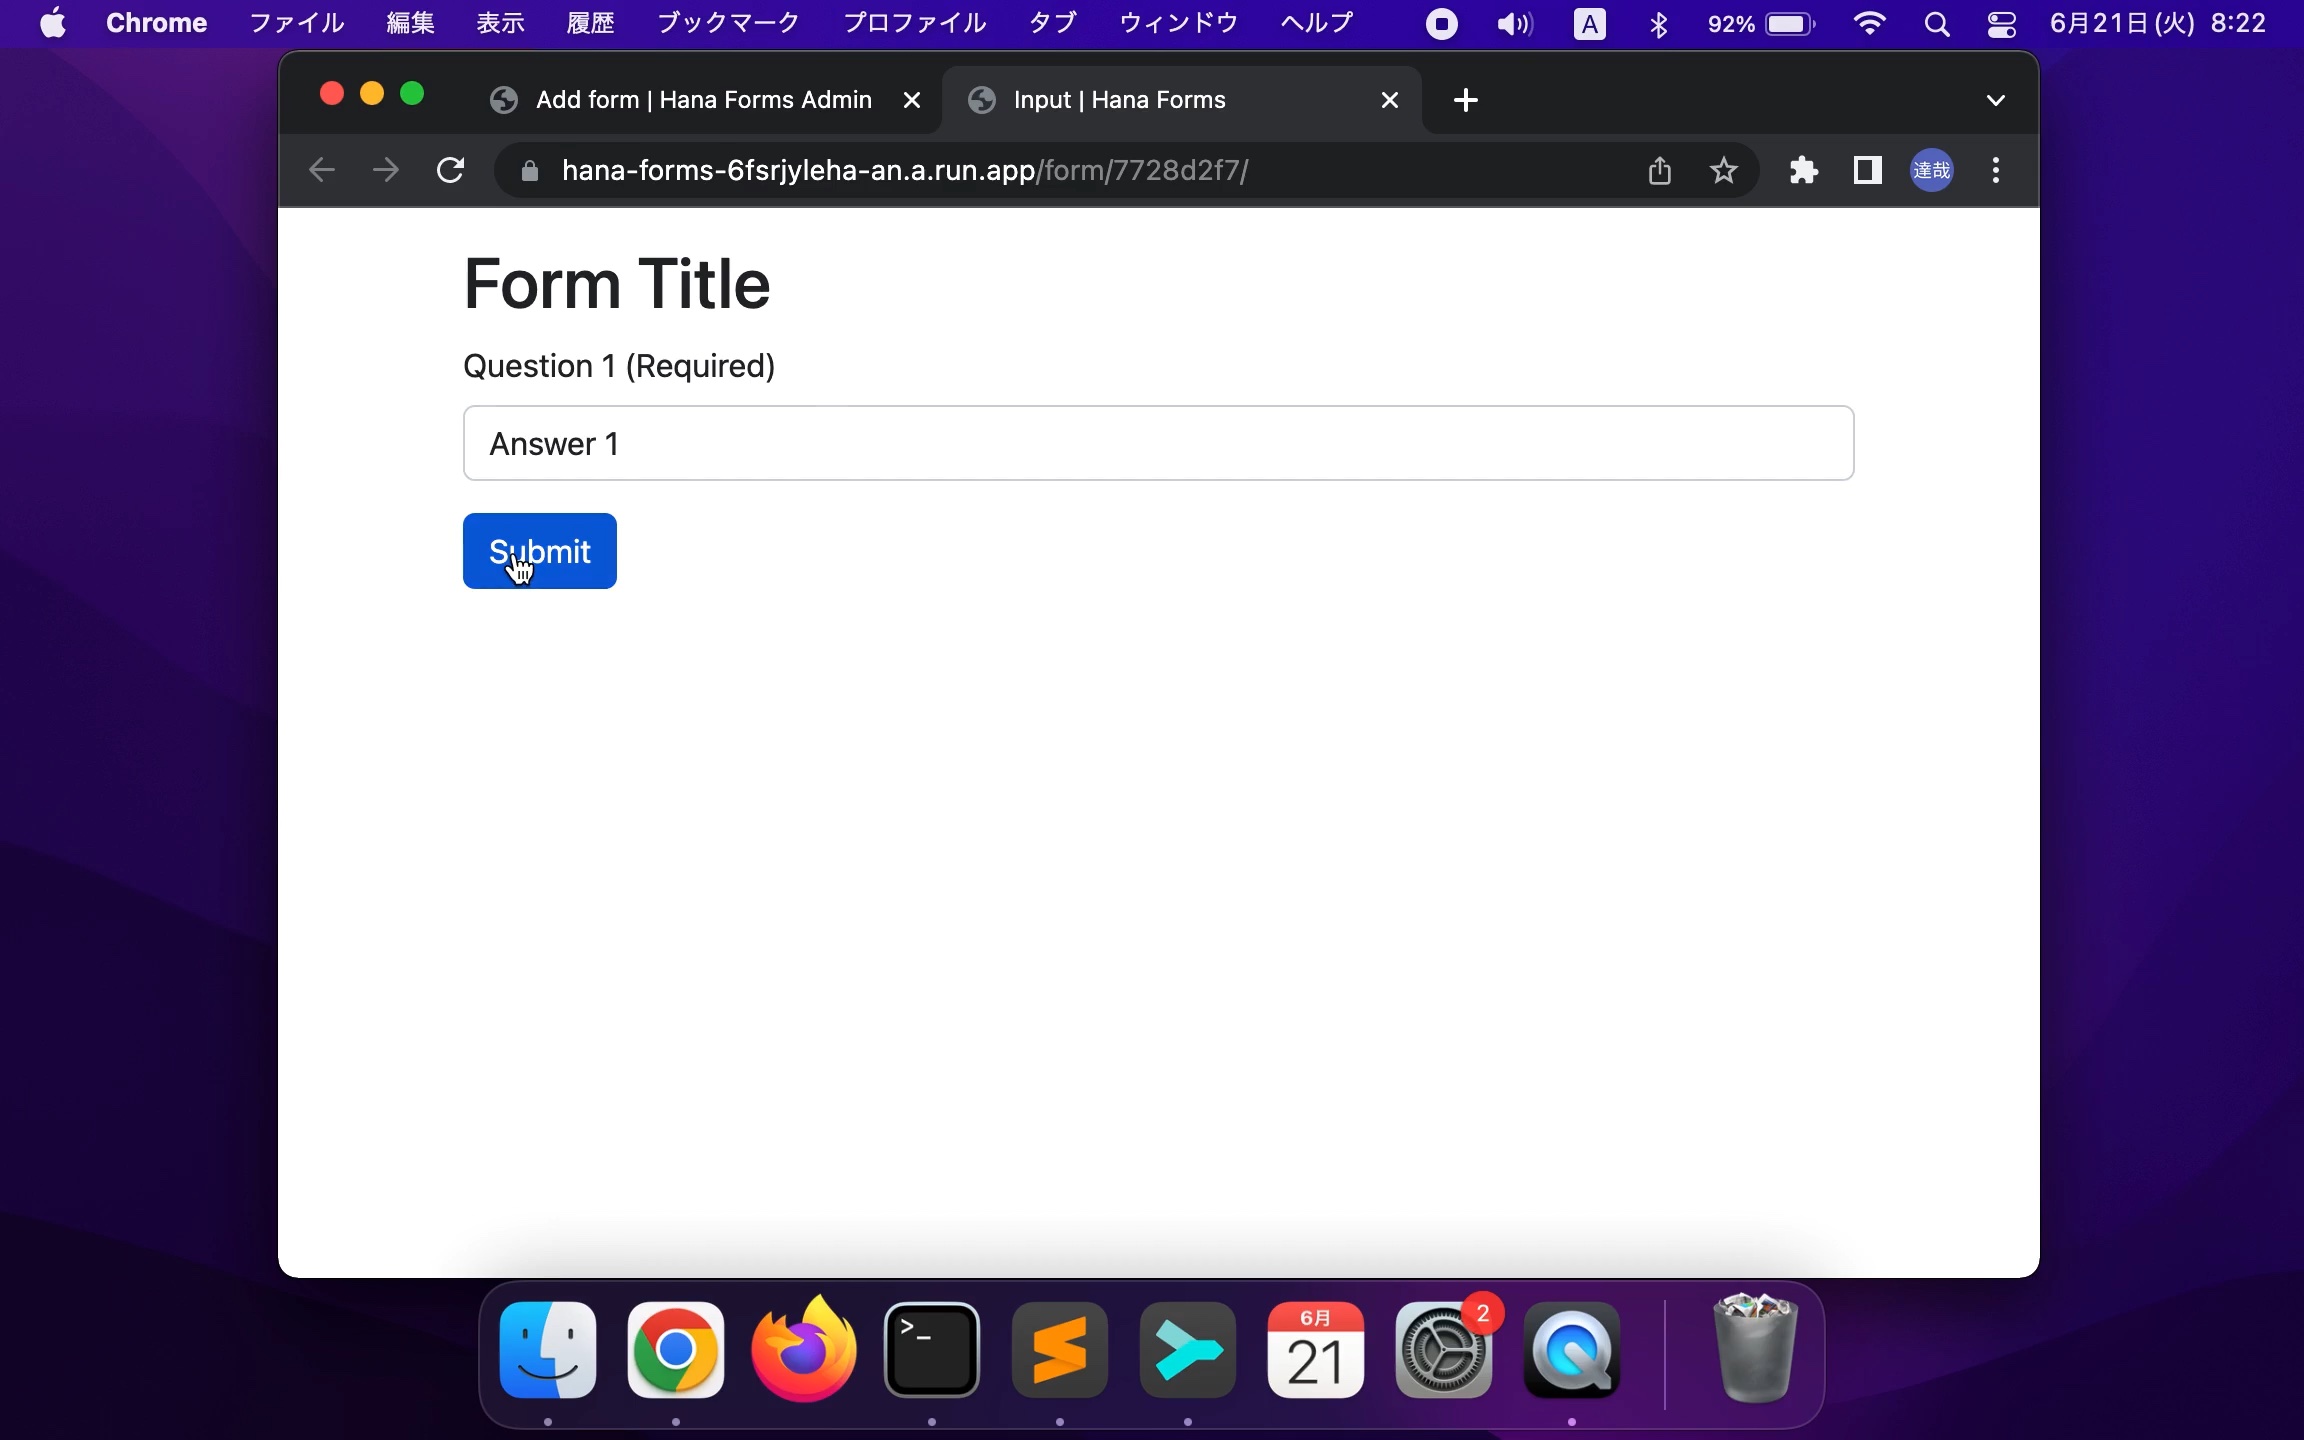 Chrome ファイル 編集 表示 履歴 ブックマーク プロファイル タブ ウィンドウ ヘルプ A 92% 6月21日(火) 8:22
Add form | Hana Forms Admin
Input | Hana Forms
hana-forms-6fsrjyleha-an.a.run.app/form/7728d2f7/
達哉
Form Title
Question 1 (Required)
Answer 1
Submit
>_
6月
21
2